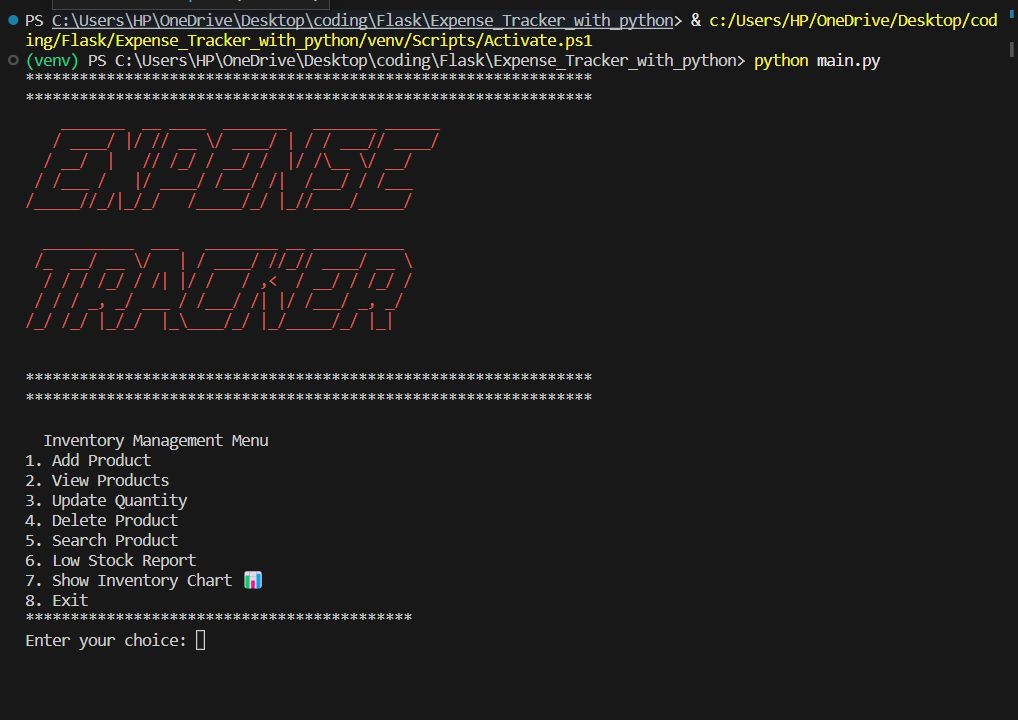 PS C:\Users\HP\OneDrive\Desktop\coding\Flask\Expense_Tracker_with_python> & c:/Users/HP/OneDrive/Desktop/cod
ing/Flask/Expense_Tracker_with_python/venv/Scripts/Activate.ps1
(venv) PS C:\Users\HP\OneDrive\Desktop\coding\Flask\Expense_Tracker_with_python> python main.py
***************************************************************
***************************************************************
EXPENSE
TRACKER
***************************************************************
***************************************************************
Inventory Management Menu
1. Add Product
2. View Products
3. Update Quantity
4. Delete Product
5. Search Product
6. Low Stock Report
7. Show Inventory Chart 📊
8. Exit
*******************************************
Enter your choice: